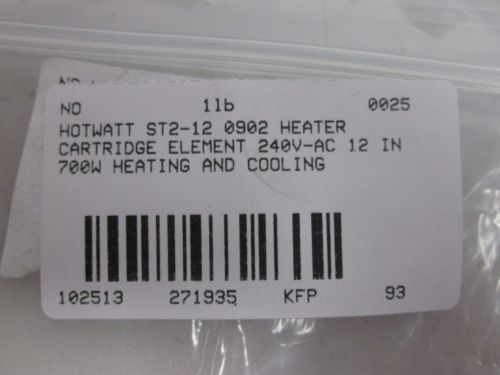 NO
NO 1lb 0025
HOTWATT ST2-12 0902 HEATER
CARTRIDGE ELEMENT 240V-AC 12 IN
700W HEATING AND COOLING
102513 271935 KFP 93